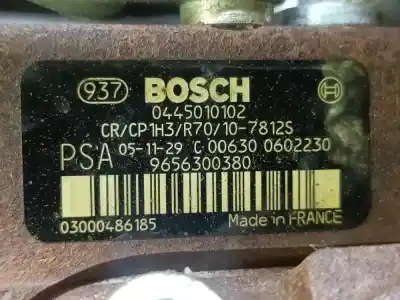 937 BOSCH
0445010102
CR/CP1H3/R70/10-7812S
PSA 05-11-29 C 00630 0602230
9656300380
03000486185 Made in FRANCE